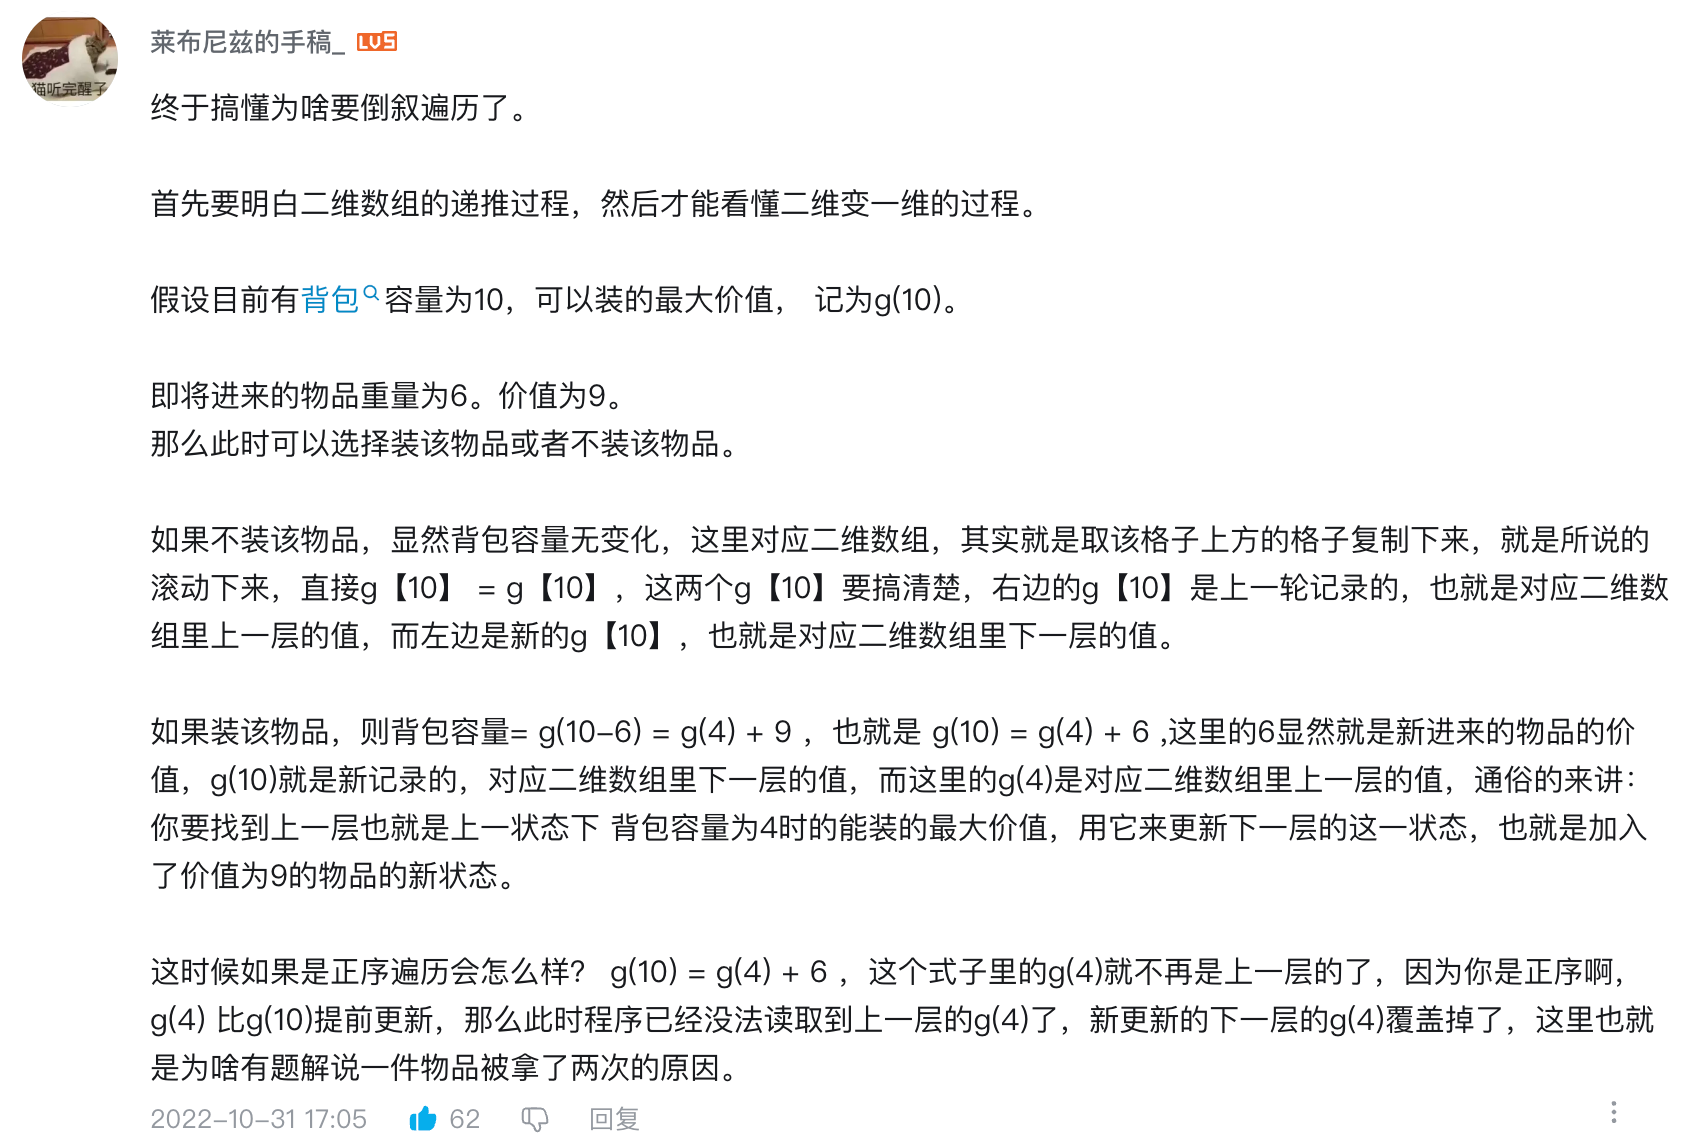 猫听完醒了
莱布尼兹的手稿_ LV5
终于搞懂为啥要倒叙遍历了。
首先要明白二维数组的递推过程，然后才能看懂二维变一维的过程。
假设目前有背包容量为10，可以装的最大价值， 记为g(10)。
即将进来的物品重量为6。价值为9。
那么此时可以选择装该物品或者不装该物品。
如果不装该物品，显然背包容量无变化，这里对应二维数组，其实就是取该格子上方的格子复制下来，就是所说的
滚动下来，直接g【10】 = g【10】，这两个g【10】要搞清楚，右边的g【10】是上一轮记录的，也就是对应二维数
组里上一层的值，而左边是新的g【10】，也就是对应二维数组里下一层的值。
如果装该物品，则背包容量= g(10-6) = g(4) + 9 ，也就是 g(10) = g(4) + 6 ,这里的6显然就是新进来的物品的价
值，g(10)就是新记录的，对应二维数组里下一层的值，而这里的g(4)是对应二维数组里上一层的值，通俗的来讲：
你要找到上一层也就是上一状态下 背包容量为4时的能装的最大价值，用它来更新下一层的这一状态，也就是加入
了价值为9的物品的新状态。
这时候如果是正序遍历会怎么样？ g(10) = g(4) + 6 ，这个式子里的g(4)就不再是上一层的了，因为你是正序啊，
g(4) 比g(10)提前更新，那么此时程序已经没法读取到上一层的g(4)了，新更新的下一层的g(4)覆盖掉了，这里也就
是为啥有题解说一件物品被拿了两次的原因。
2022-10-31 17:05 62 回复